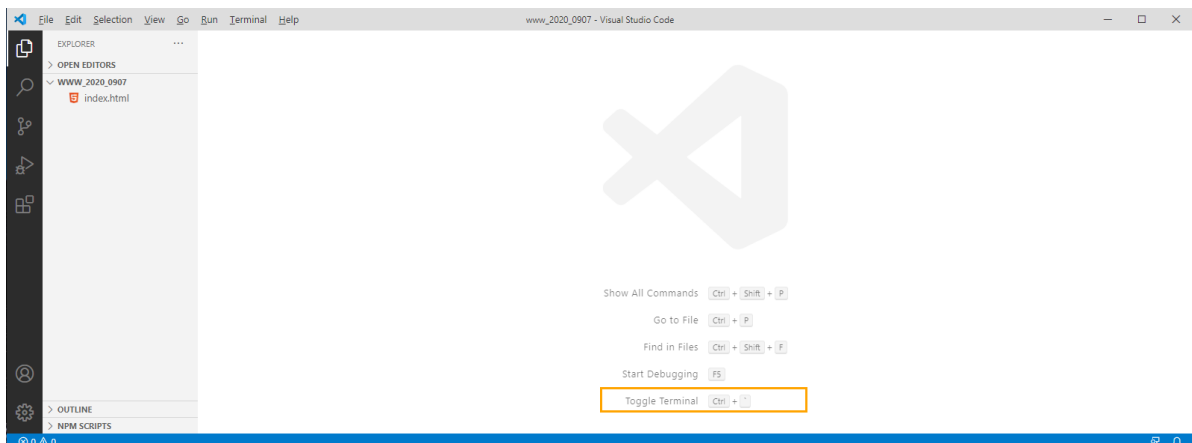 File Edit Selection View Go Run Terminal Help
www_2020_0907 - Visual Studio Code
EXPLORER
OPEN EDITORS
WWW_2020_0907
index.html
Show All Commands Ctrl + Shift + P
Go to File Ctrl + P
Find in Files Ctrl + Shift + F
Start Debugging F5
Toggle Terminal Ctrl + `
OUTLINE
NPM SCRIPTS
0 0